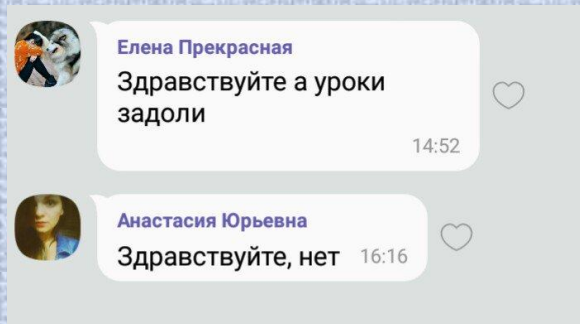 Елена Прекрасная
Здравствуйте а уроки
задоли
14:52
Анастасия Юрьевна
Здравствуйте, нет 16:16